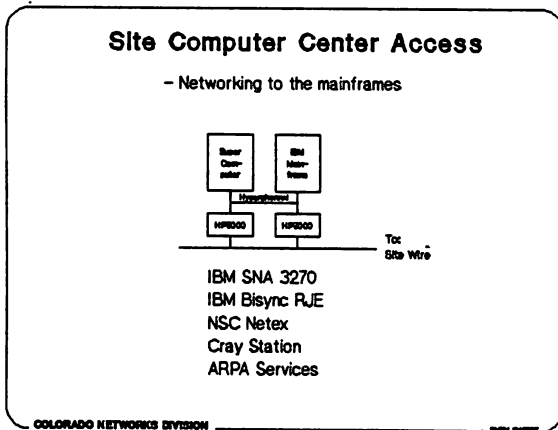 Site Computer Center Access
- Networking to the mainframes
Super
Com-
puter
IBM
Main-
frame
Hyperchannel
HP9000
HP9000
To:
Site Wire
IBM SNA 3270
IBM Bisync RJE
NSC Netex
Cray Station
ARPA Services
COLORADO NETWORKS DIVISION